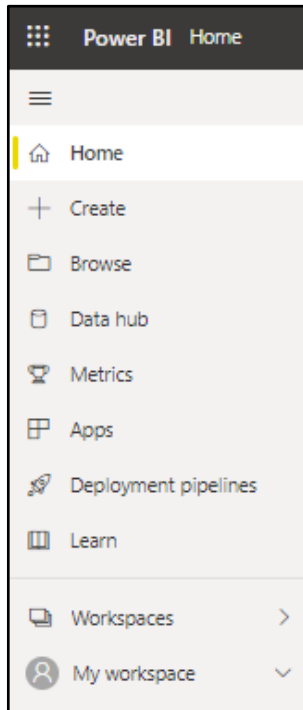 Power BI Home
Home
Create
Browse
Data hub
Metrics
Apps
Deployment pipelines
Learn
Workspaces
My workspace